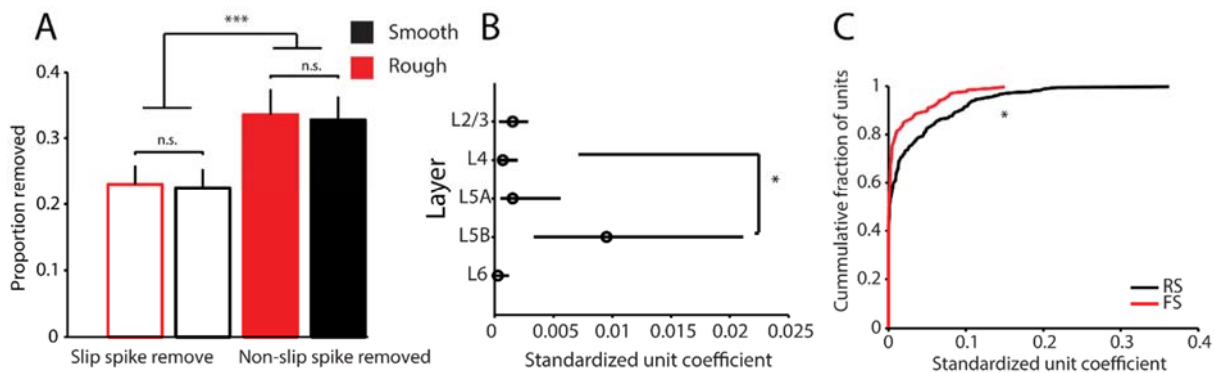 A
***
Smooth
Rough
n.s.
n.s.
Proportion removed
0.4
0.3
0.2
0.1
0
Slip spike remove
Non-slip spike removed
B
Layer
L2/3
L4
L5A
L5B
L6
*
0
0.005
0.01
0.015
0.02
0.025
Standardized unit coefficient
C
Cummulative fraction of units
1
0.8
0.6
0.4
0.2
0
*
RS
FS
0
0.1
0.2
0.3
0.4
Standardized unit coefficient